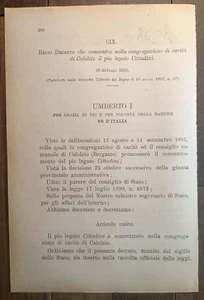 CIX.
REGIO DECRETO che concentra nella congregazione di carità
di Calolzio il pio legato Cittadini.
UMBERTO I
PER GRAZIA DI DIO E PER VOLONTÀ DELLA NAZIONE
RE D'ITALIA
Viste le deliberazioni 13 agosto e 14 settembre 1891,
colle quali la congregazione di carità ed il consiglio comunale
di Calolzio (Bergamo) promossero il concentramento
del pio legato Cittadini;
Vista la decisione 23 ottobre successivo della giunta
provinciale amministrativa;
Udito il parere del consiglio di Stato;
Vista la legge 17 luglio 1890, n. 6972;
Sulla proposta del Nostro ministro segretario di Stato
per gli affari dell'interno;
Abbiamo decretato e decretiamo:
Articolo unico.
Il pio legato Cittadini è concentrato nella congregazione
di carità di Calolzio.
Ordiniamo che il presente decreto, munito del sigillo
dello Stato, sia inserto nella raccolta ufficiale delle leggi